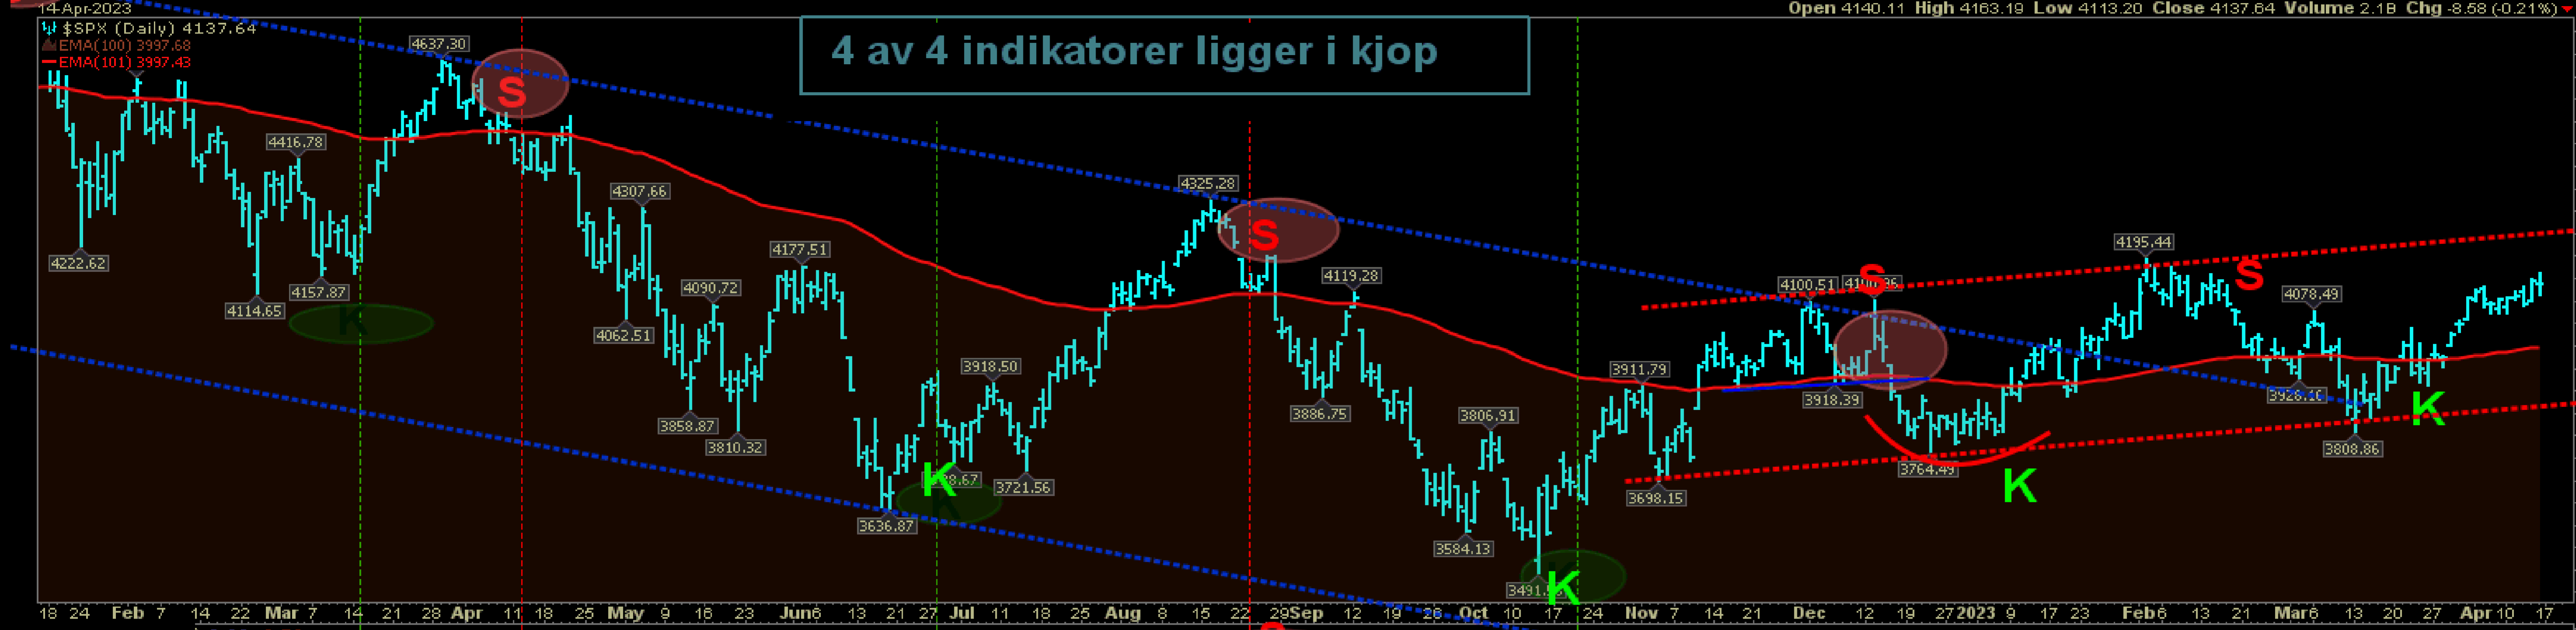 14-Apr-2023
Open 4140.11 High 4163.19 Low 4113.20 Close 4137.64 Volume 2.1B Chg -8.58 (-0.21%)
$SPX (Daily) 4137.64
EMA(100) 3997.68
EMA(101) 3997.43
4 av 4 indikatorer ligger i kjop
4637.30
S
4416.78
4307.66
4325.28
S
4222.62
4177.51
4195.44
4119.28
4100.51
S
S
4090.72
4078.49
4157.87
4114.65
K
4062.51
3918.50
3911.79
3886.75
3918.39
3858.87
3810.32
3806.91
K
3808.86
K
3721.56
3764.49
K
3698.15
3636.87
3584.13
K
18 24 Feb 7 14 22 Mar 7 14 21 28 Apr 11 18 25 May 9 16 23 Jun 6 13 21 27 Jul 11 18 25 Aug 8 15 22 29 Sep 12 19 26 Oct 10 17 24 Nov 7 14 21 Dec 12 19 27 2023 9 17 23 Feb 6 13 21 Mar 6 13 20 27 Apr 10 17